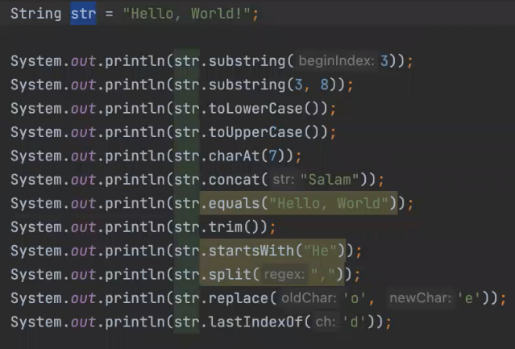 String str = "Hello, World!";
System.out.println(str.substring( beginIndex: 3));
System.out.println(str.substring(3, 8));
System.out.println(str.toLowerCase());
System.out.println(str.toUpperCase());
System.out.println(str.charAt(7));
System.out.println(str.concat( str: "Salam"));
System.out.println(str.equals("Hello, World"));
System.out.println(str.trim());
System.out.println(str.startsWith("He"));
System.out.println(str.split( regex: ","));
System.out.println(str.replace( oldChar: 'o', newChar: 'e'));
System.out.println(str.lastIndexOf( ch: 'd'));